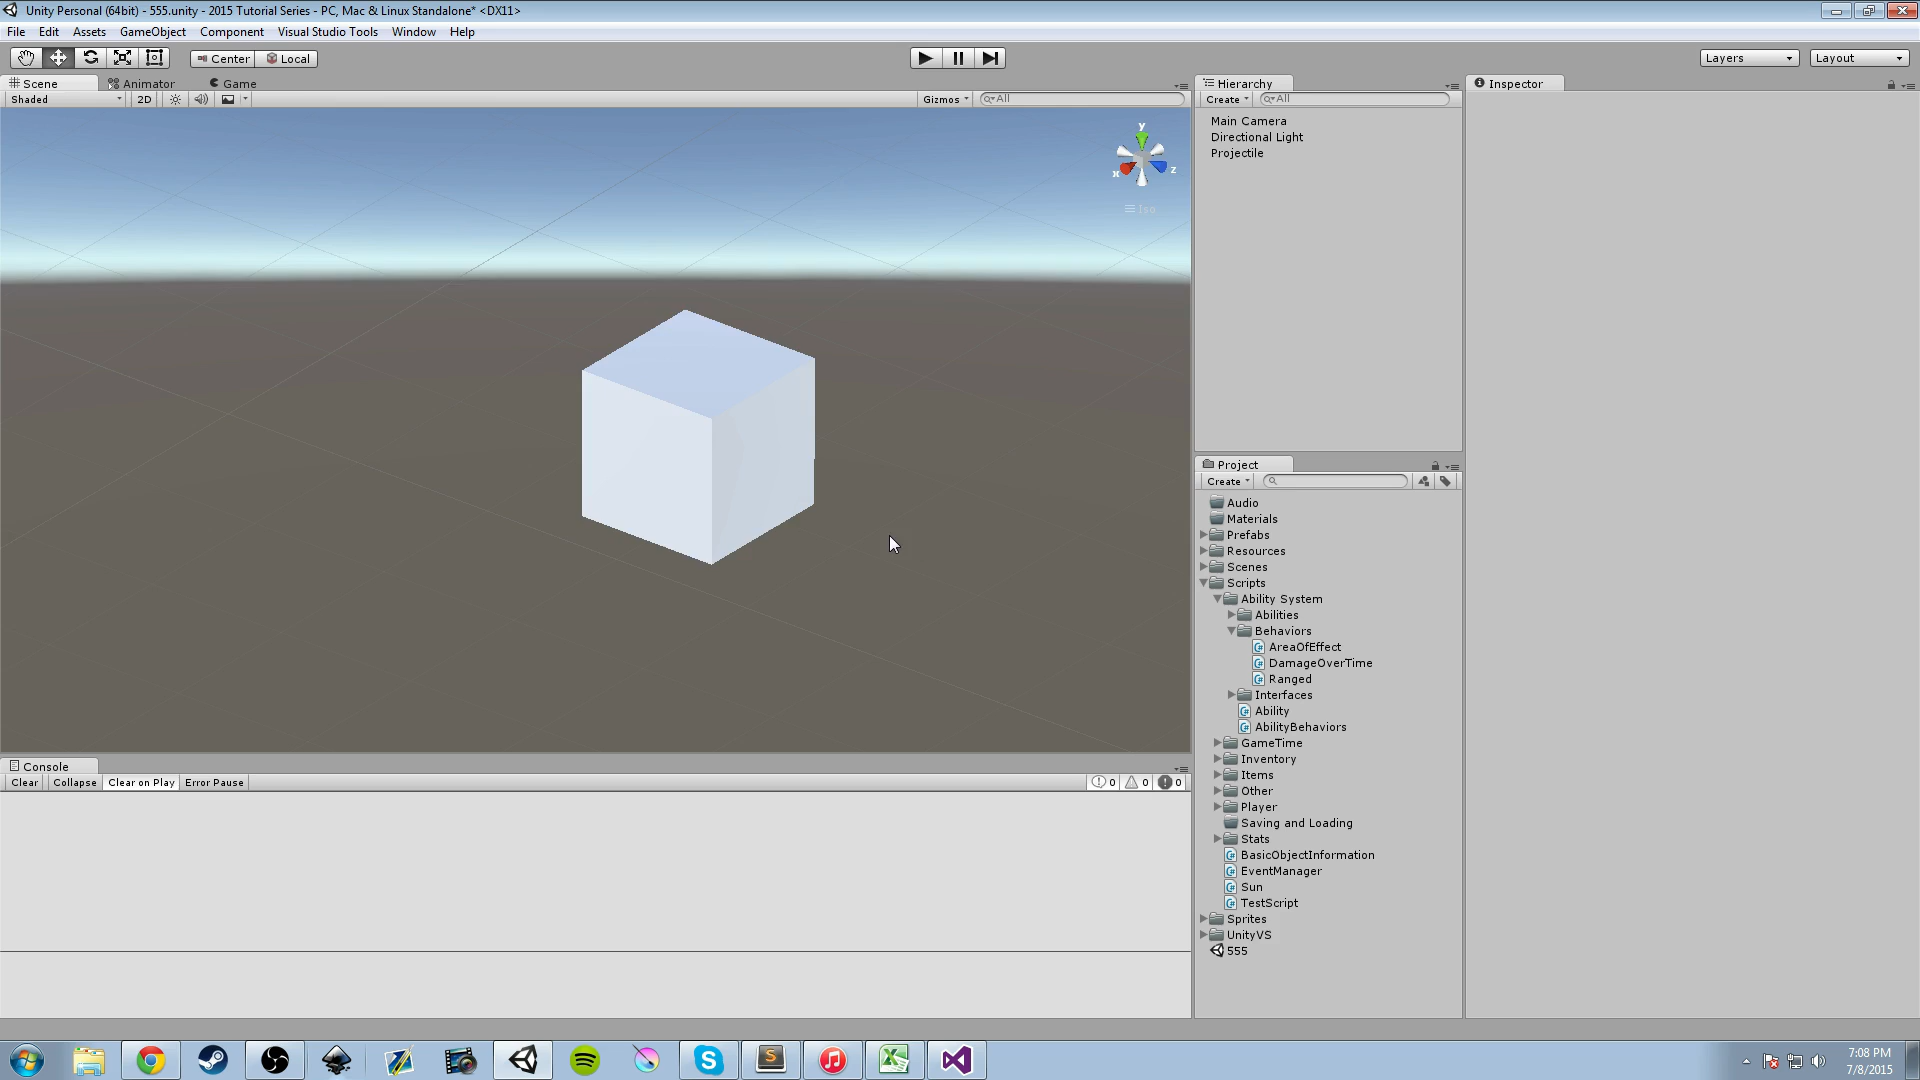 Unity Personal (64bit) - 555.unity - 2015 Tutorial Series - PC, Mac & Linux Standalone* <DX11>
File Edit Assets GameObject Component Visual Studio Tools Window Help
Center Local Layers Layout
Scene Animator Game
Shaded 2D Gizmos All
y
x z
Iso
Console
Clear Collapse Clear on Play Error Pause 0 0 0
Hierarchy
Create All
Main Camera
Directional Light
Projectile
Project
Create
Audio
Materials
Prefabs
Resources
Scenes
Scripts
Ability System
Abilities
Behaviors
AreaOfEffect
DamageOverTime
Ranged
Interfaces
Ability
AbilityBehaviors
GameTime
Inventory
Items
Other
Player
Saving and Loading
Stats
BasicObjectInformation
EventManager
Sun
TestScript
Sprites
UnityVS
555
Inspector
7:08 PM
7/8/2015